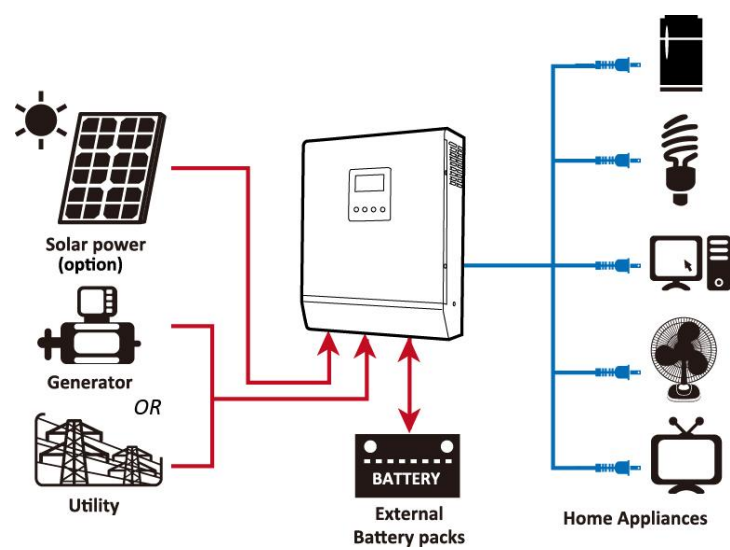 Solar power
(option)
Generator
OR
Utility
BATTERY
External
Battery packs
Home Appliances